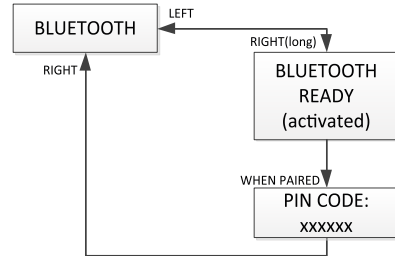 LEFT
BLUETOOTH
RIGHT(long)
RIGHT
BLUETOOTH
READY
(activated)
WHEN PAIRED
PIN CODE:
xxxxxx